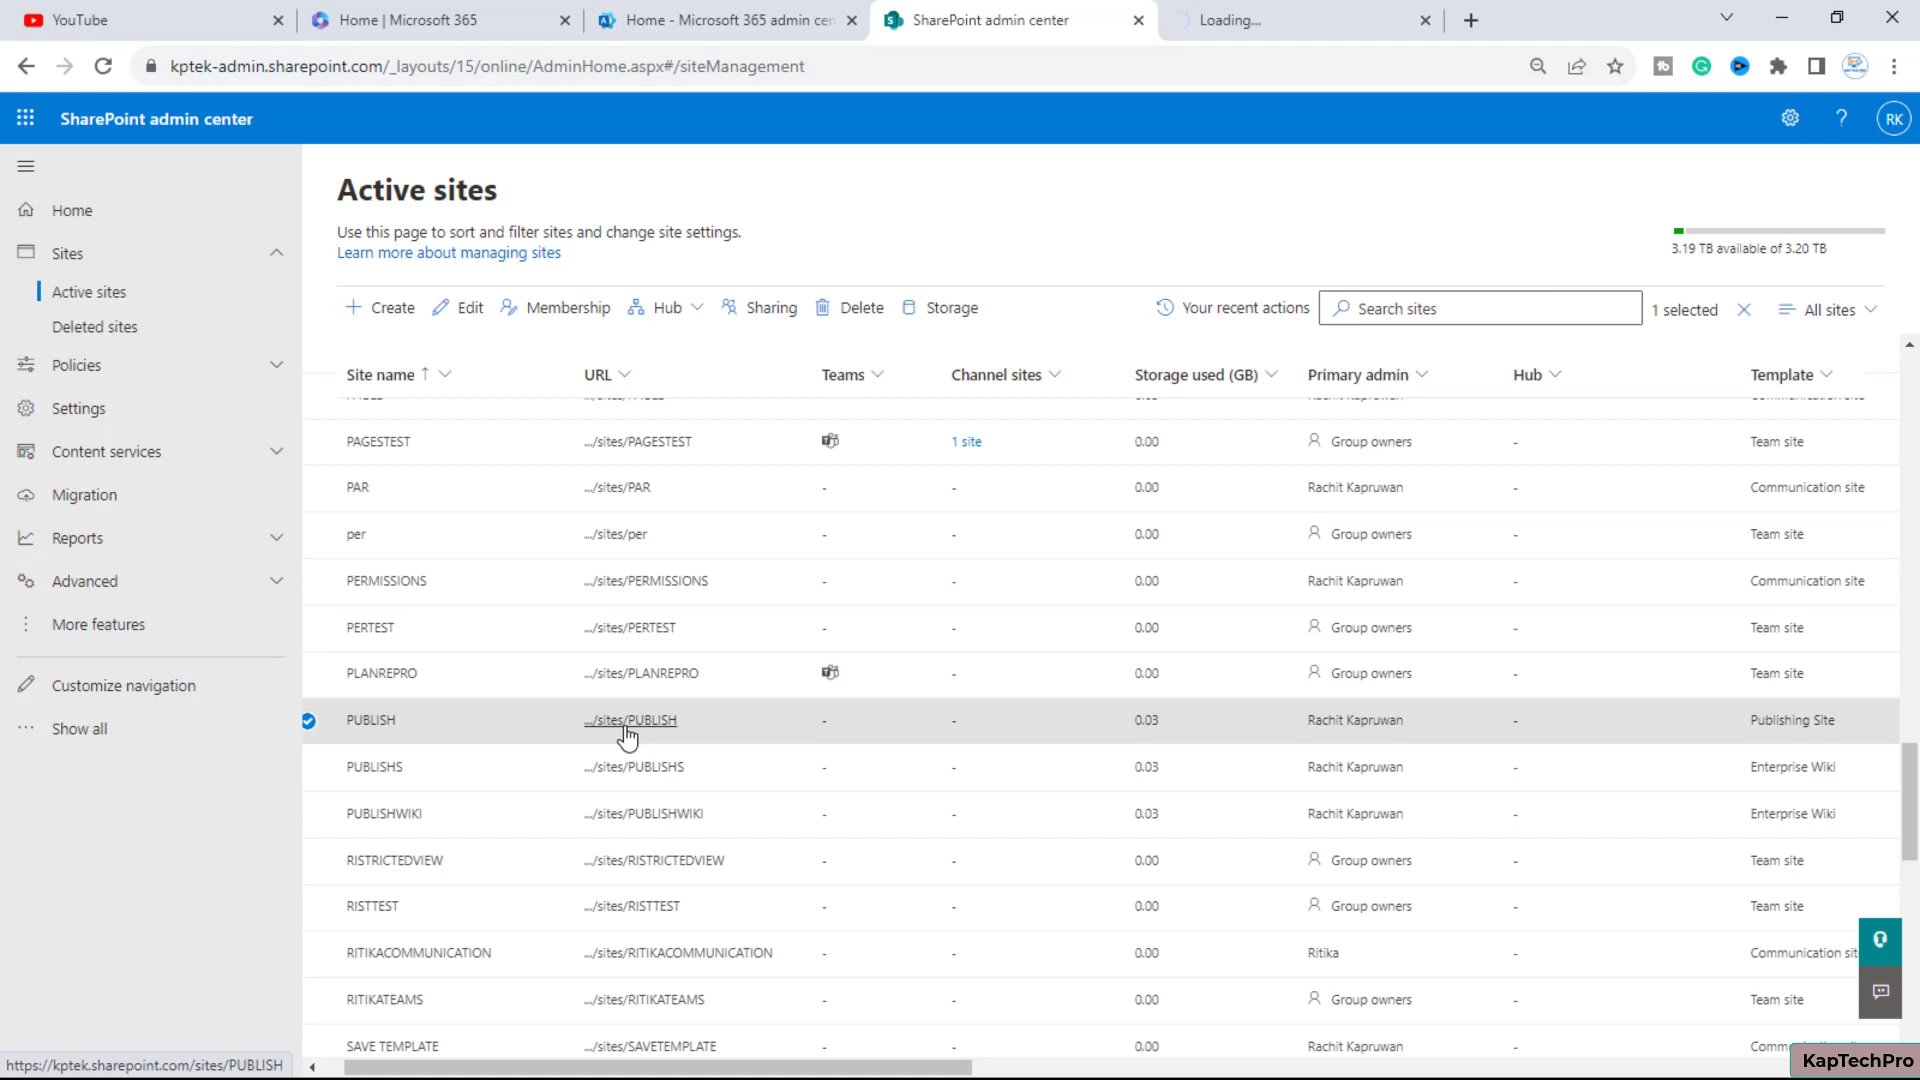 YouTube
Home | Microsoft 365
Home - Microsoft 365 admin cen
SharePoint admin center
Loading...
kptek-admin.sharepoint.com/_layouts/15/online/AdminHome.aspx#/siteManagement
SharePoint admin center
RK
Home
Sites
Active sites
Deleted sites
Policies
Settings
Content services
Migration
Reports
Advanced
More features
Customize navigation
Show all
Active sites
Use this page to sort and filter sites and change site settings.
Learn more about managing sites
3.19 TB available of 3.20 TB
Create Edit Membership Hub Sharing Delete Storage Your recent actions Search sites 1 selected All sites
Site name ↑ URL Teams Channel sites Storage used (GB) Primary admin Hub Template
PAGESTEST .../sites/PAGESTEST 1 site 0.00 Group owners - Team site
PAR .../sites/PAR - - 0.00 Rachit Kapruwan - Communication site
per .../sites/per - - 0.00 Group owners - Team site
PERMISSIONS .../sites/PERMISSIONS - - 0.00 Rachit Kapruwan - Communication site
PERTEST .../sites/PERTEST - - 0.00 Group owners - Team site
PLANREPRO .../sites/PLANREPRO - 0.00 Group owners - Team site
PUBLISH .../sites/PUBLISH - - 0.03 Rachit Kapruwan - Publishing Site
PUBLISHS .../sites/PUBLISHS - - 0.03 Rachit Kapruwan - Enterprise Wiki
PUBLISHWIKI .../sites/PUBLISHWIKI - - 0.03 Rachit Kapruwan - Enterprise Wiki
RISTRICTEDVIEW .../sites/RISTRICTEDVIEW - - 0.00 Group owners - Team site
RISTTEST .../sites/RISTTEST - - 0.00 Group owners - Team site
RITIKACOMMUNICATION .../sites/RITIKACOMMUNICATION - - 0.00 Ritika - Communication sit
RITIKATEAMS .../sites/RITIKATEAMS - - 0.00 Group owners - Team site
SAVE TEMPLATE .../sites/SAVETEMPLATE - - 0.00 Rachit Kapruwan - Comm
https://kptek.sharepoint.com/sites/PUBLISH
KapTechPro